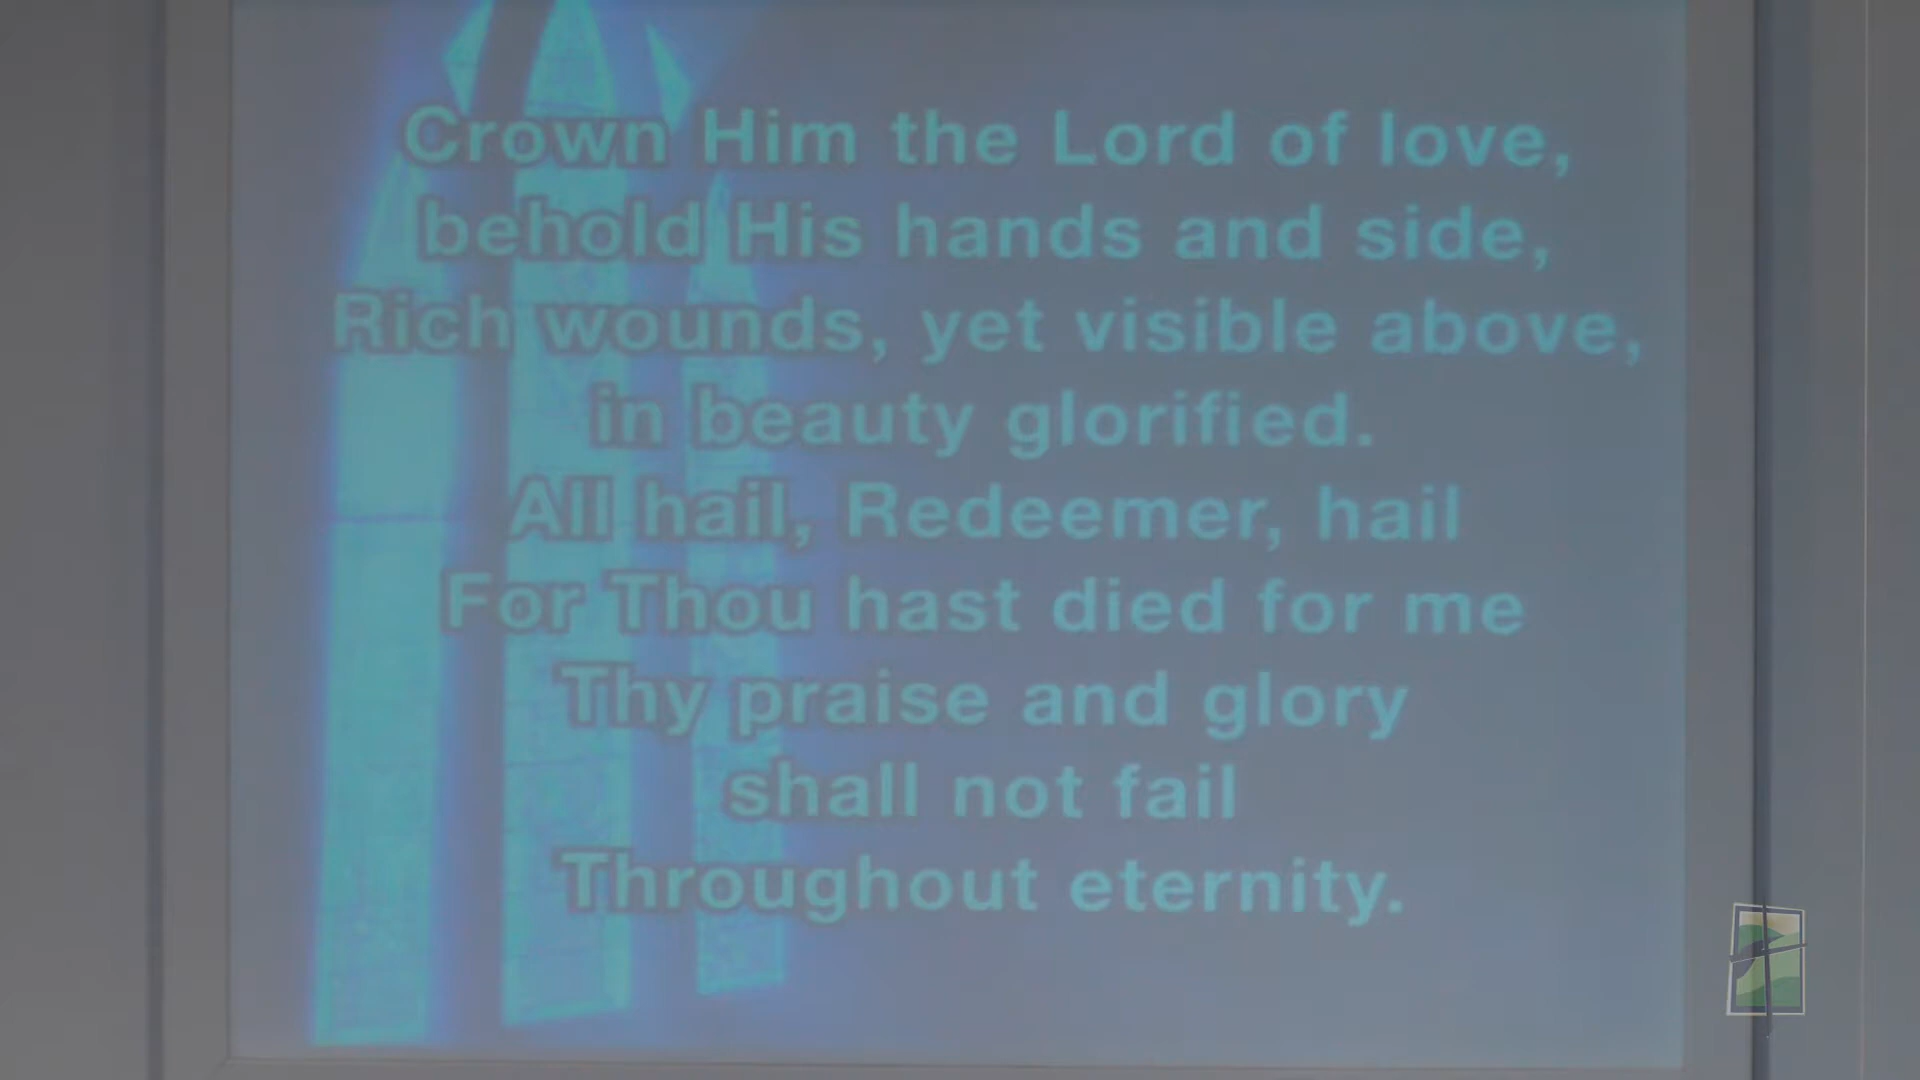 Crown Him the Lord of love,
behold His hands and side,
Rich wounds, yet visible above,
in beauty glorified.
All hail, Redeemer, hail
For Thou hast died for me
Thy praise and glory
shall not fail
Throughout eternity.